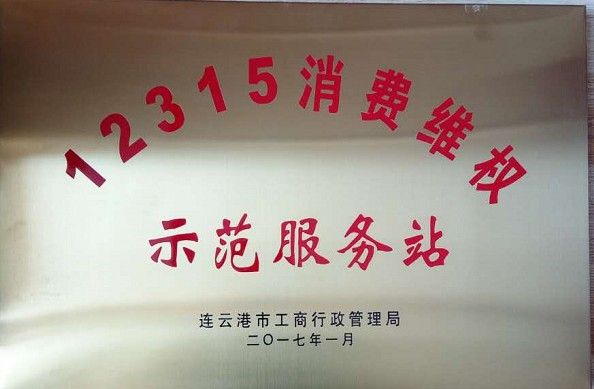 12315消费维权
示范服务站
连云港市工商行政管理局
二〇一七年一月